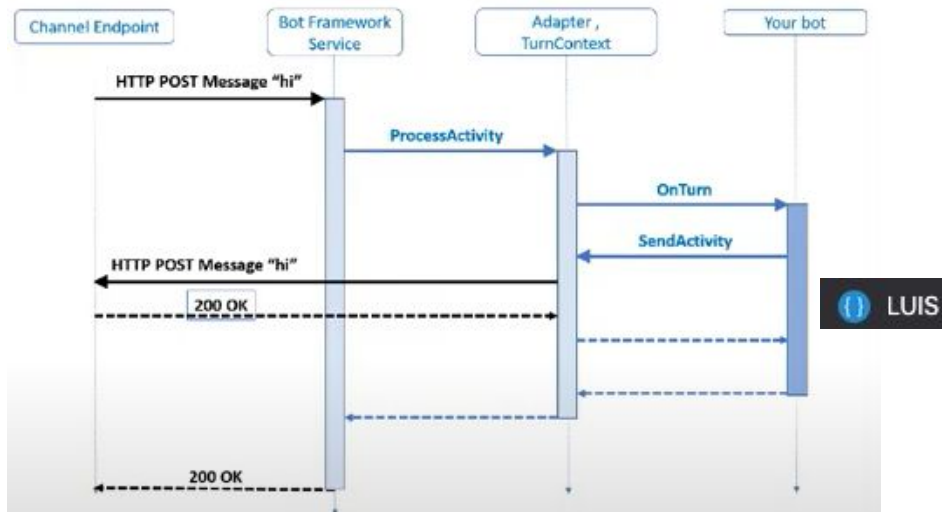 Channel Endpoint
Bot Framework
Service
Adapter ,
TurnContext
Your bot
HTTP POST Message "hi"
ProcessActivity
OnTurn
SendActivity
HTTP POST Message "hi"
200 OK
{} LUIS
200 OK